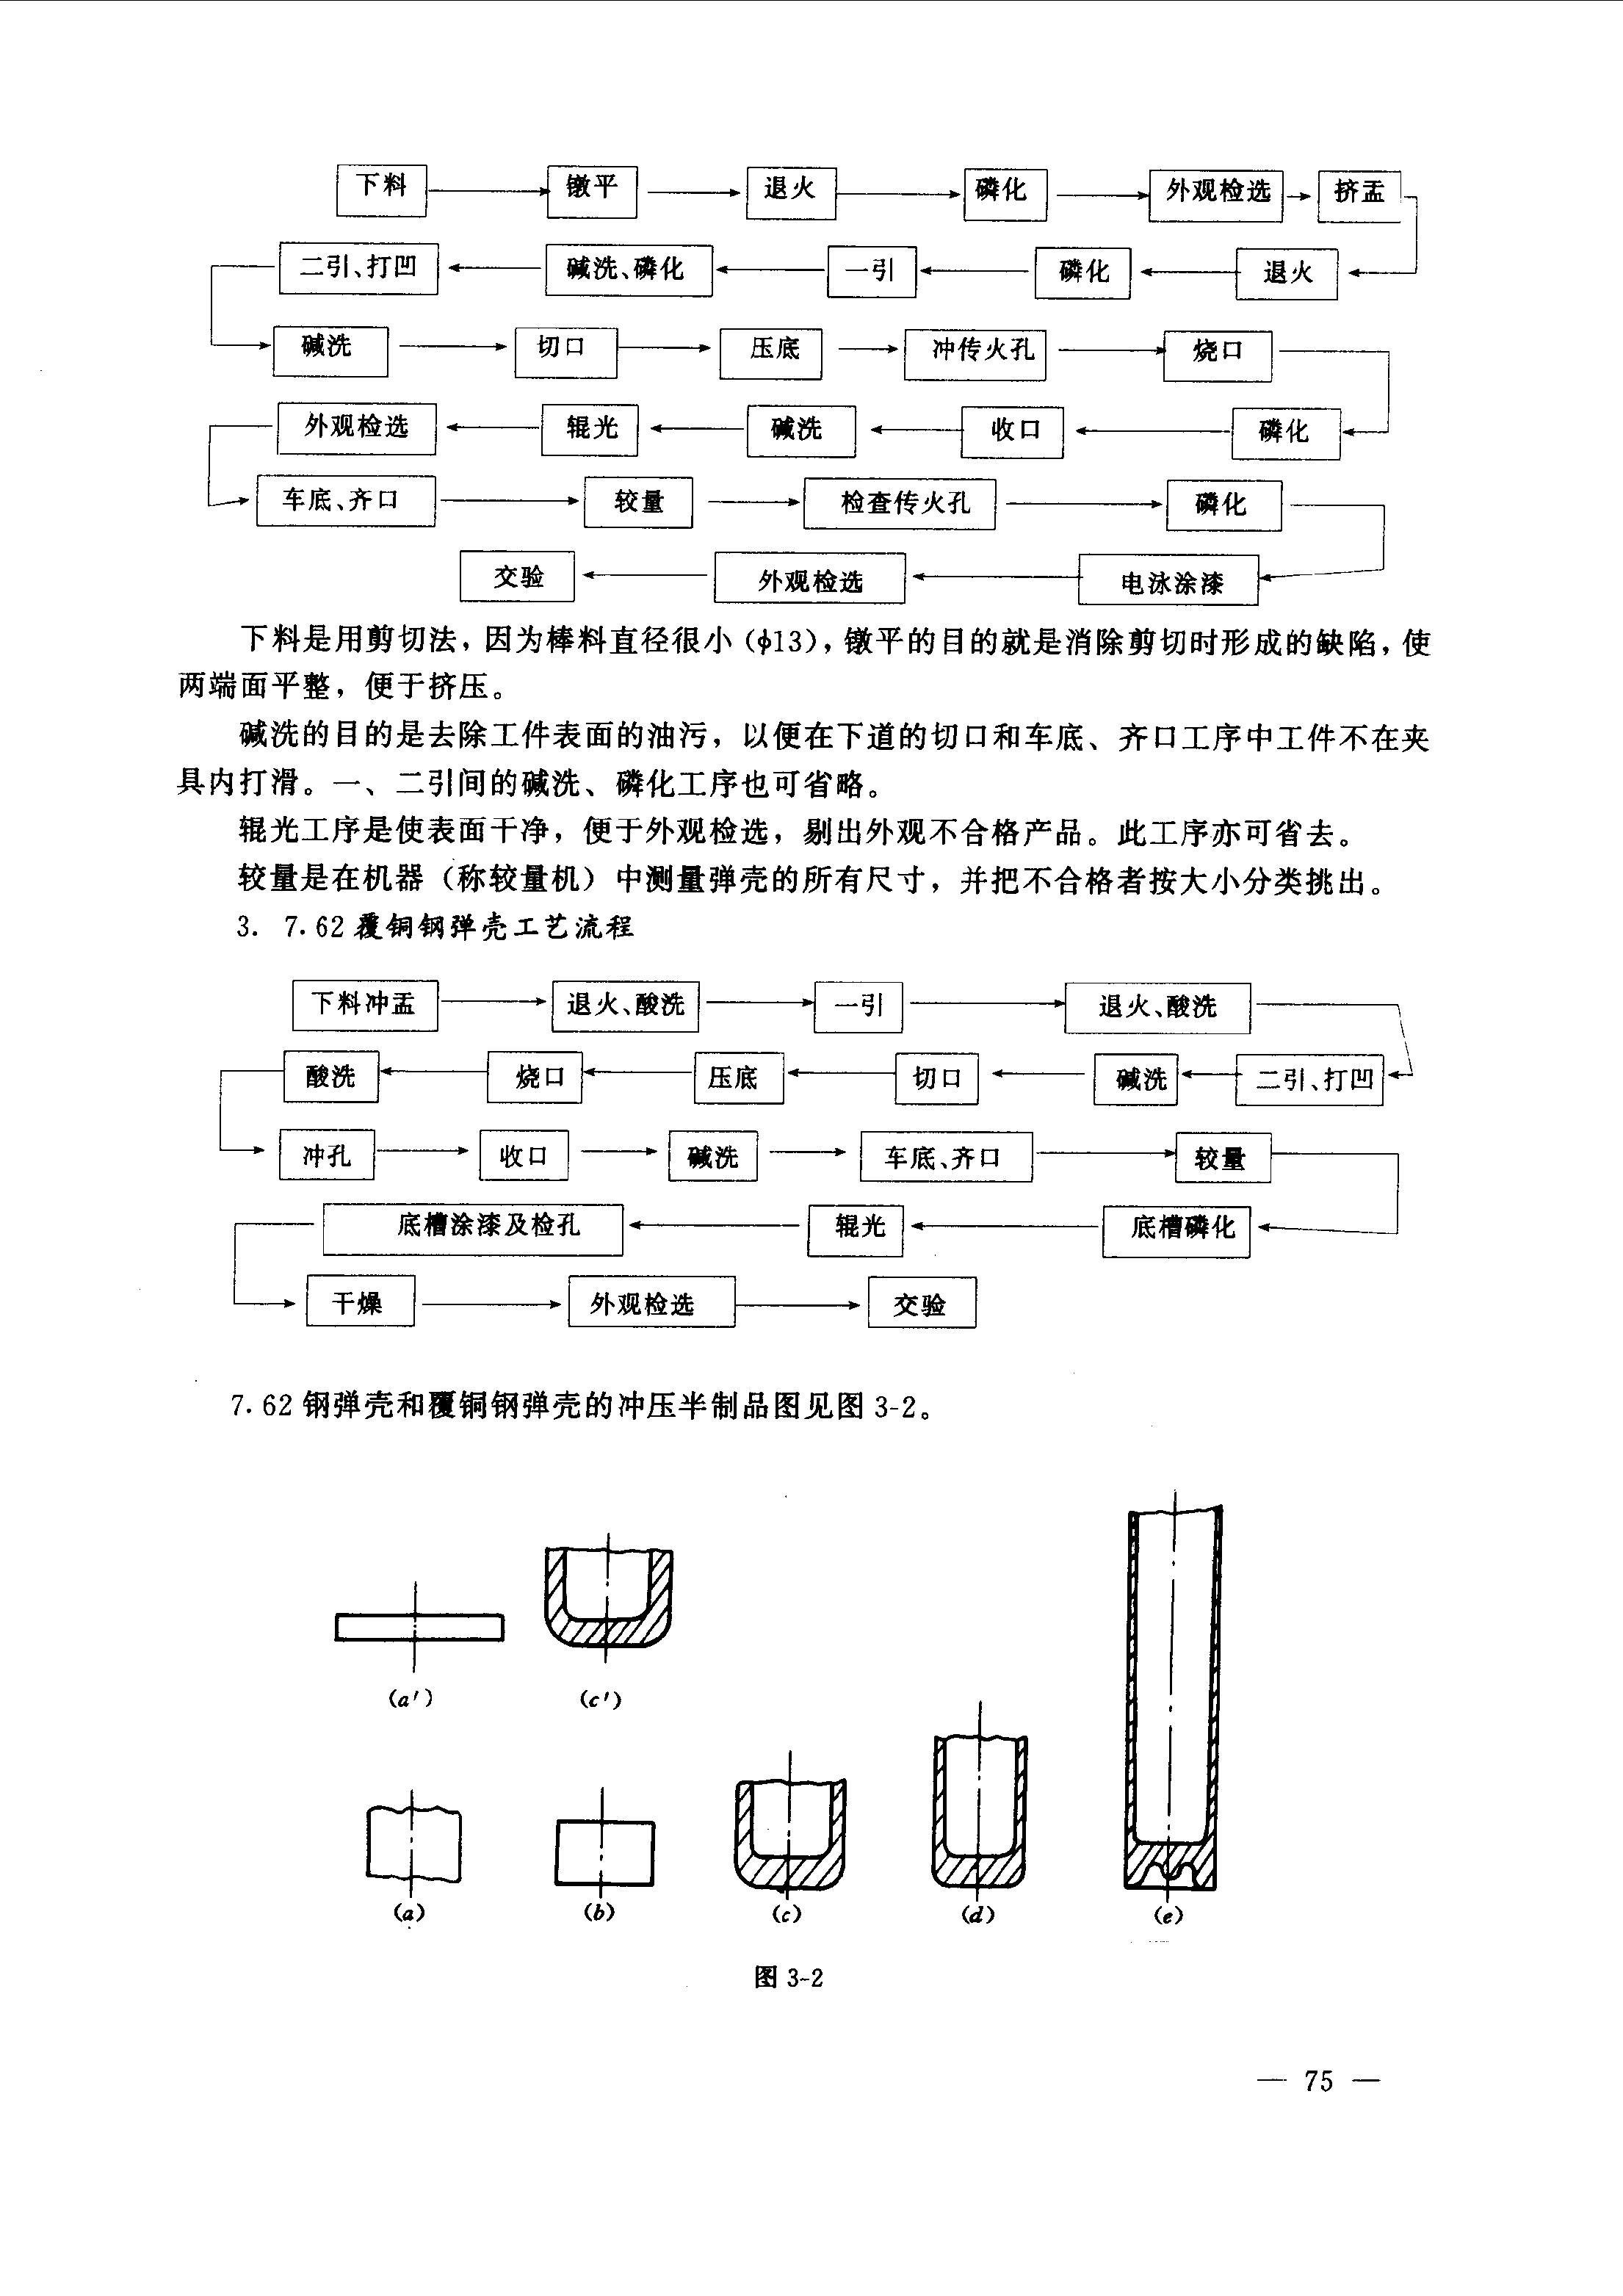 下料 镦平 退火 磷化 外观检选 挤盂
二引、打凹 碱洗、磷化 一引 磷化 退火
碱洗 切口 压底 冲传火孔 烧口
外观检选 辊光 碱洗 收口 磷化
车底、齐口 较量 检查传火孔 磷化
交验 外观检选 电泳涂漆
下料是用剪切法，因为棒料直径很小（ф13），镦平的目的就是消除剪切时形成的缺陷，使
两端面平整，便于挤压。
碱洗的目的是去除工件表面的油污，以便在下道的切口和车底、齐口工序中工件不在夹
具内打滑。一、二引间的碱洗、磷化工序也可省略。
辊光工序是使表面干净，便于外观检选，剔出外观不合格产品。此工序亦可省去。
较量是在机器（称较量机）中测量弹壳的所有尺寸，并把不合格者按大小分类挑出。
3. 7.62覆铜钢弹壳工艺流程
下料冲盂 退火、酸洗 一引 退火、酸洗
酸洗 烧口 压底 切口 碱洗 二引、打凹
冲孔 收口 碱洗 车底、齐口 较量
底槽涂漆及检孔 辊光 底槽磷化
干燥 外观检选 交验
7.62钢弹壳和覆铜钢弹壳的冲压半制品图见图3-2。
(a′) (c′)
(a) (b) (c) (d) (e)
图3-2
— 75 —